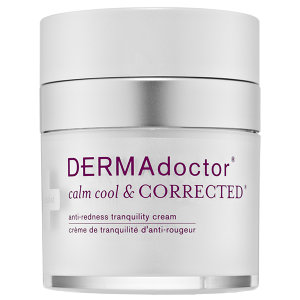 DERMAdoctor®
calm cool & CORRECTED®
anti-redness tranquility cream
crème de tranquilité d'anti-rougeur